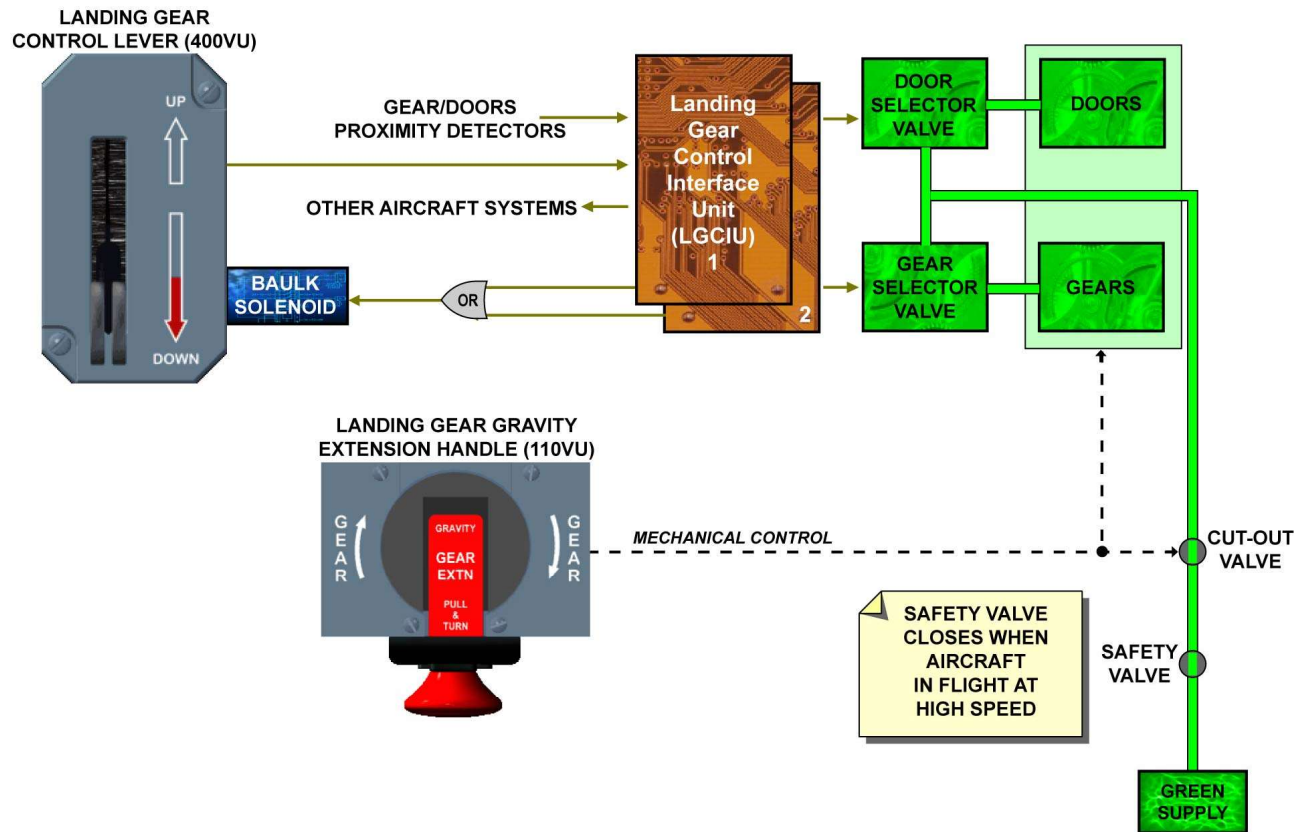 LANDING GEAR
CONTROL LEVER (400VU)
UP
DOWN
GEAR/DOORS
PROXIMITY DETECTORS
OTHER AIRCRAFT SYSTEMS
BAULK
SOLENOID
OR
Landing
Gear
Control
Interface
Unit
(LGCIU)
1
2
DOOR
SELECTOR
VALVE
DOORS
GEAR
SELECTOR
VALVE
GEARS
LANDING GEAR GRAVITY
EXTENSION HANDLE (110VU)
GEAR
GRAVITY
GEAR
EXTN
PULL
&
TURN
GEAR
MECHANICAL CONTROL
CUT-OUT
VALVE
SAFETY VALVE
CLOSES WHEN
AIRCRAFT
IN FLIGHT AT
HIGH SPEED
SAFETY
VALVE
GREEN
SUPPLY